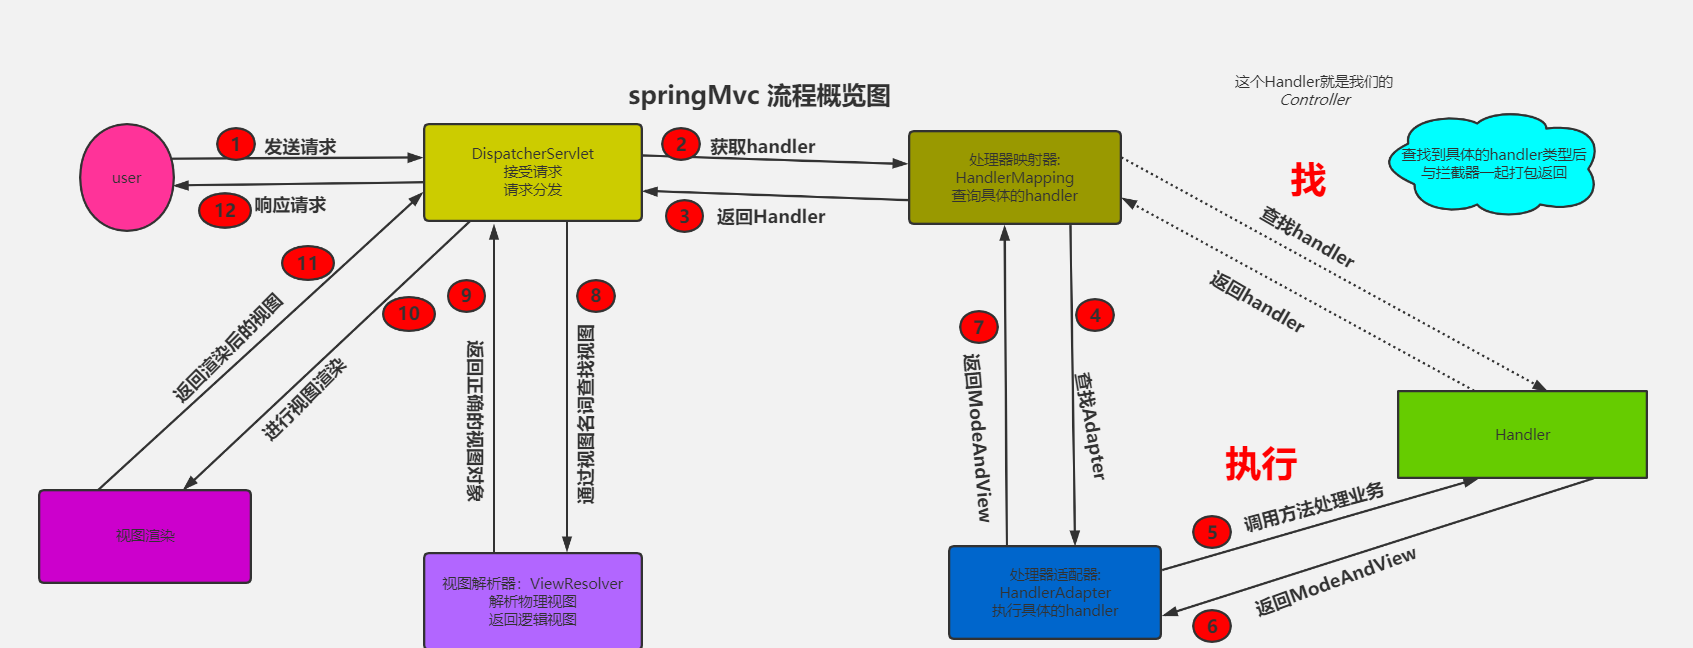 springMvc 流程概览图
这个Handler就是我们的
Controller
查找到具体的handler类型后
与拦截器一起打包返回
user
1
发送请求
12
响应请求
DispatcherServlet
接受请求
请求分发
2
获取handler
3
返回Handler
处理器映射器:
HandlerMapping
查询具体的handler
找
查找handler
返回handler
11
返回渲染后的视图
10
进行视图渲染
9
返回正确的视图对象
8
通过视图名词查找视图
7
返回ModeAndView
4
查找Adapter
Handler
执行
5
调用方法处理业务
6
返回ModeAndView
视图渲染
视图解析器：ViewResolver
解析物理视图
返回逻辑视图
处理器适配器:
HandlerAdapter
执行具体的handler